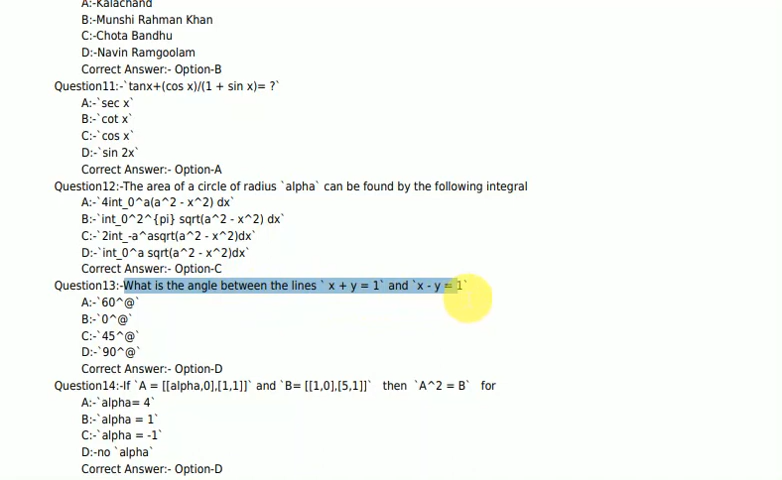 A:-Kalachand
B:-Munshi Rahman Khan
C:-Chota Bandhu
D:-Navin Ramgoolam
Correct Answer:- Option-B
Question11:-`tanx+(cos x)/(1 + sin x)= ?`
A:-`sec x`
B:-`cot x`
C:-`cos x`
D:-`sin 2x`
Correct Answer:- Option-A
Question12:-The area of a circle of radius `alpha` can be found by the following integral
A:-`4int_0^a(a^2 - x^2) dx`
B:-`int_0^2^{pi} sqrt(a^2 - x^2) dx`
C:-`2int_-a^asqrt(a^2 - x^2)dx`
D:-`int_0^a sqrt(a^2 - x^2)dx`
Correct Answer:- Option-C
Question13:-What is the angle between the lines ` x + y = 1` and `x - y = 1`
A:-`60^@`
B:-`0^@`
C:-`45^@`
D:-`90^@`
Correct Answer:- Option-D
Question14:-If `A = [[alpha,0],[1,1]]` and `B= [[1,0],[5,1]]` then `A^2 = B` for
A:-`alpha= 4`
B:-`alpha = 1`
C:-`alpha = -1`
D:-no `alpha`
Correct Answer:- Option-D